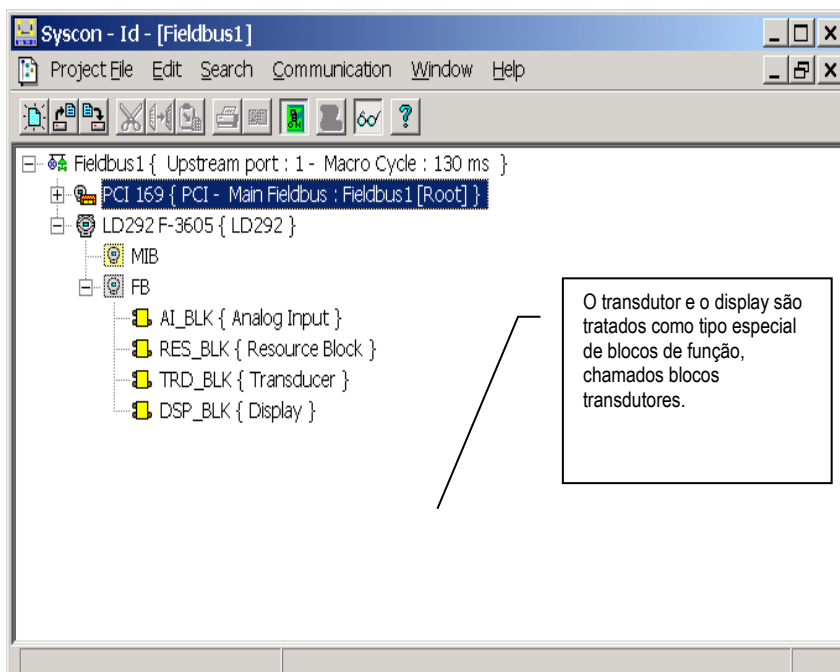 Syscon - Id - [Fieldbus1]
Project File Edit Search Communication Window Help
Fieldbus1 { Upstream port : 1 - Macro Cycle : 130 ms }
PCI 169 { PCI - Main Fieldbus : Fieldbus1 [Root] }
LD292 F-3605 { LD292 }
MIB
FB
AI_BLK { Analog Input }
RES_BLK { Resource Block }
TRD_BLK { Transducer }
DSP_BLK { Display }
O transdutor e o display são
tratados como tipo especial
de blocos de função,
chamados blocos
transdutores.